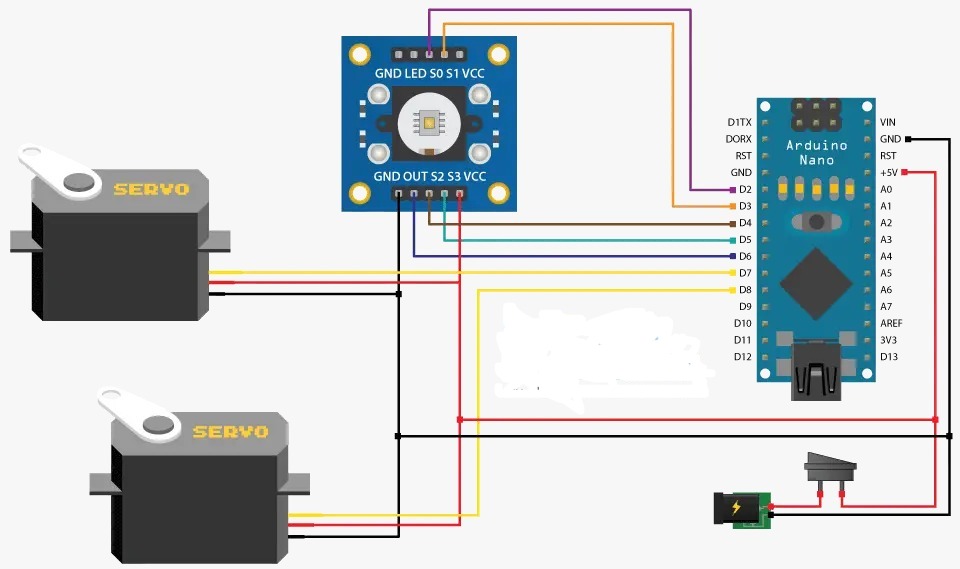 GND LED S0 S1 VCC
GND OUT S2 S3 VCC
SERVO
SERVO
Arduino
Nano
D1TX
DORX
RST
GND
D2
D3
D4
D5
D6
D7
D8
D9
D10
D11
D12
VIN
GND
RST
+5V
A0
A1
A2
A3
A4
A5
A6
A7
AREF
3V3
D13